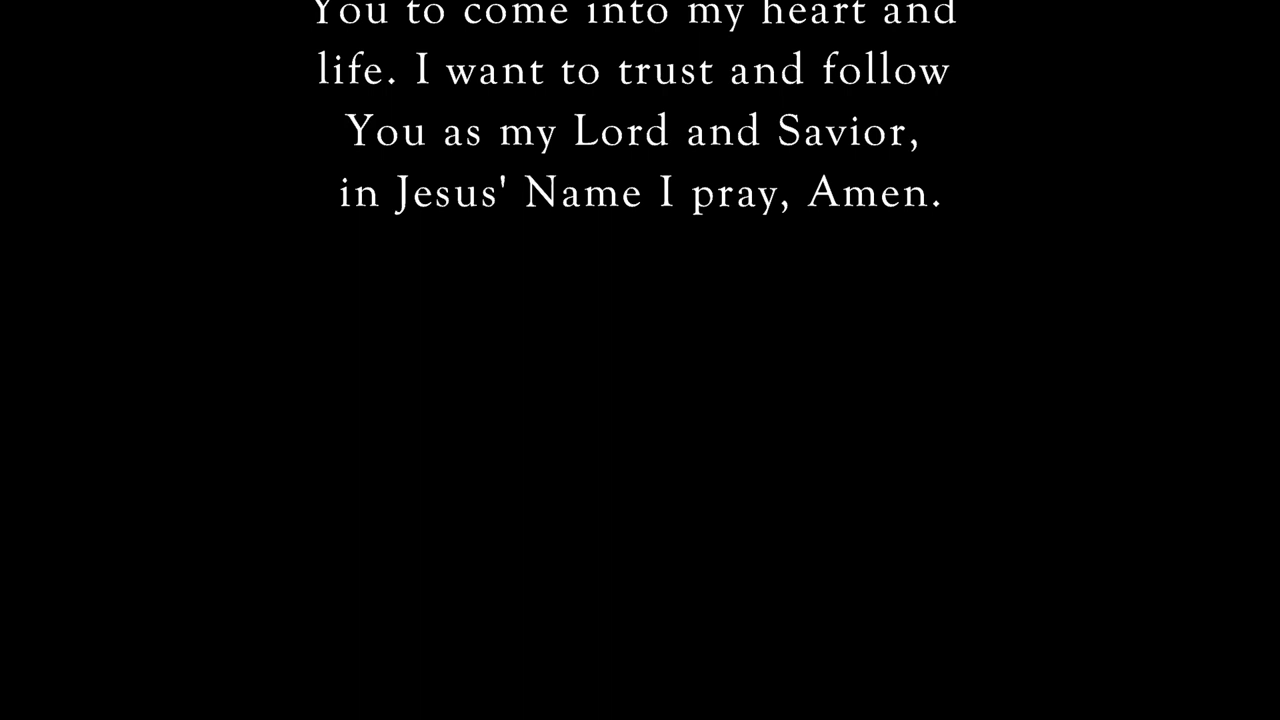 You to come into my heart and
life. I want to trust and follow
You as my Lord and Savior,
in Jesus' Name I pray, Amen.